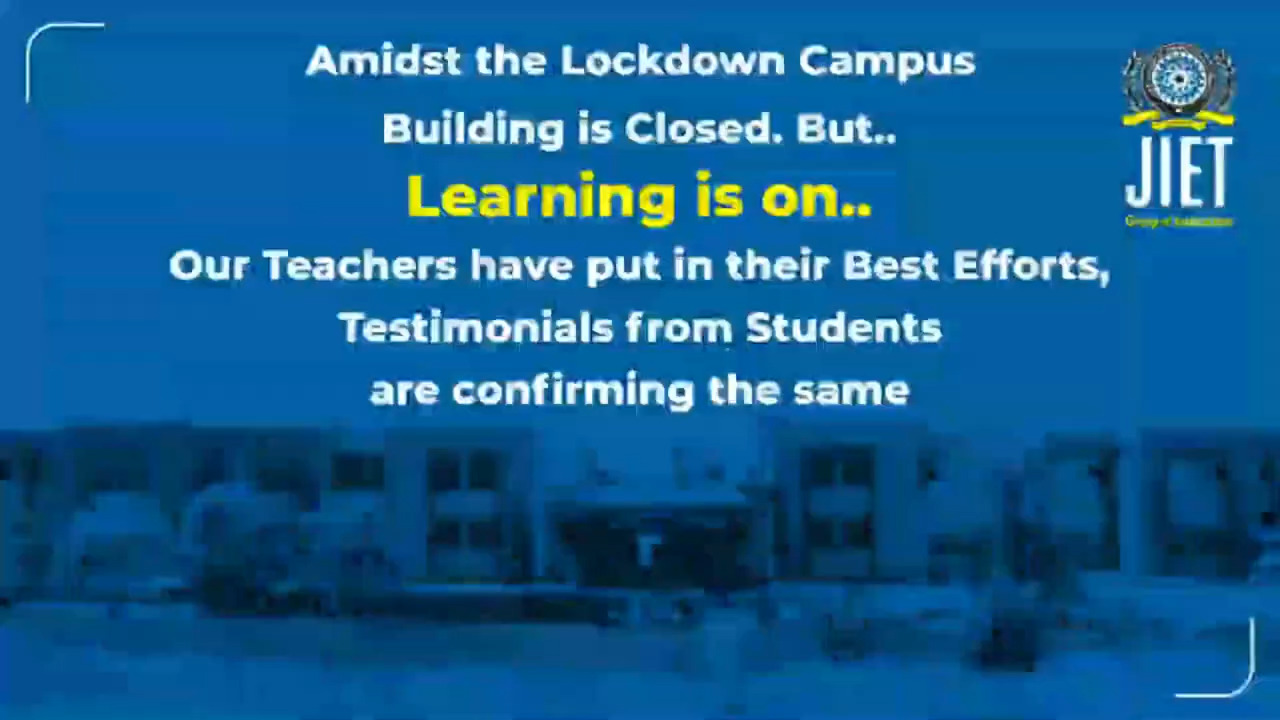 Amidst the Lockdown Campus
Building is Closed. But..
Learning is on..
Our Teachers have put in their Best Efforts,
Testimonials from Students
are confirming the same
JIET